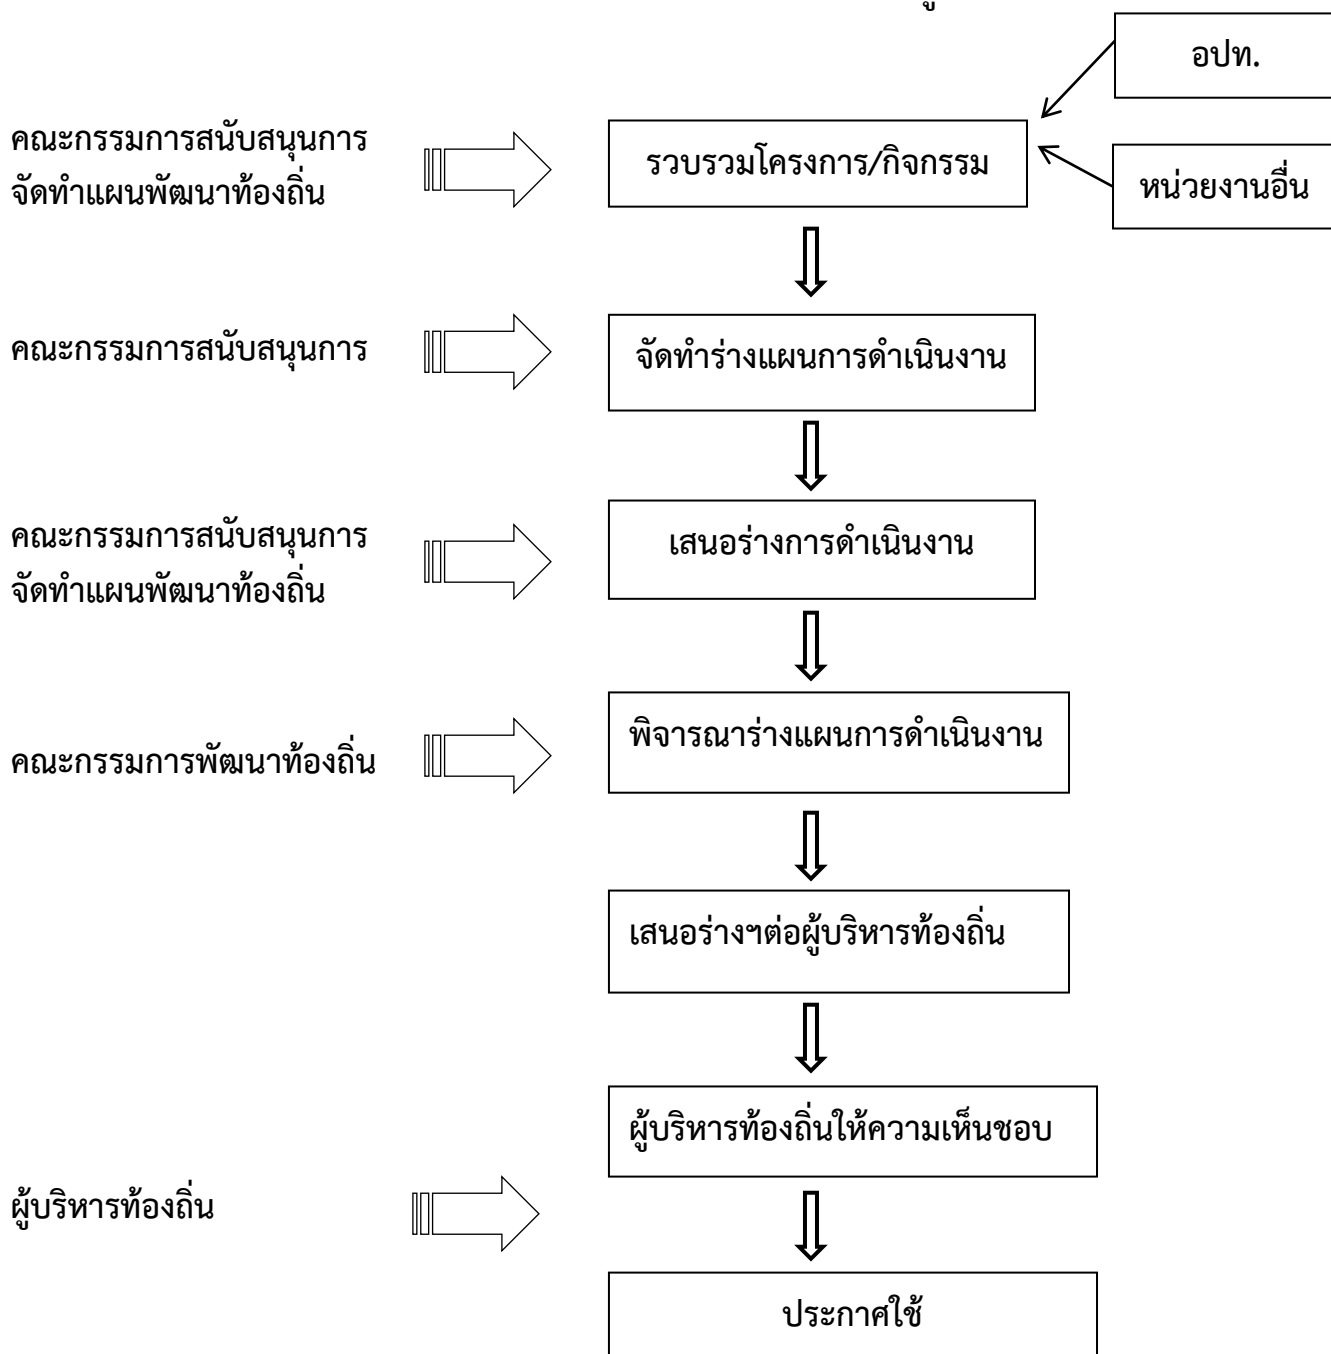 อปท.
คณะกรรมการสนับสนุนการ
จัดทำแผนพัฒนาท้องถิ่น
รวบรวมโครงการ/กิจกรรม
หน่วยงานอื่น
คณะกรรมการสนับสนุนการ
จัดทำร่างแผนการดำเนินงาน
คณะกรรมการสนับสนุนการ
จัดทำแผนพัฒนาท้องถิ่น
เสนอร่างการดำเนินงาน
คณะกรรมการพัฒนาท้องถิ่น
พิจารณาร่างแผนการดำเนินงาน
เสนอร่างฯต่อผู้บริหารท้องถิ่น
ผู้บริหารท้องถิ่นให้ความเห็นชอบ
ผู้บริหารท้องถิ่น
ประกาศใช้